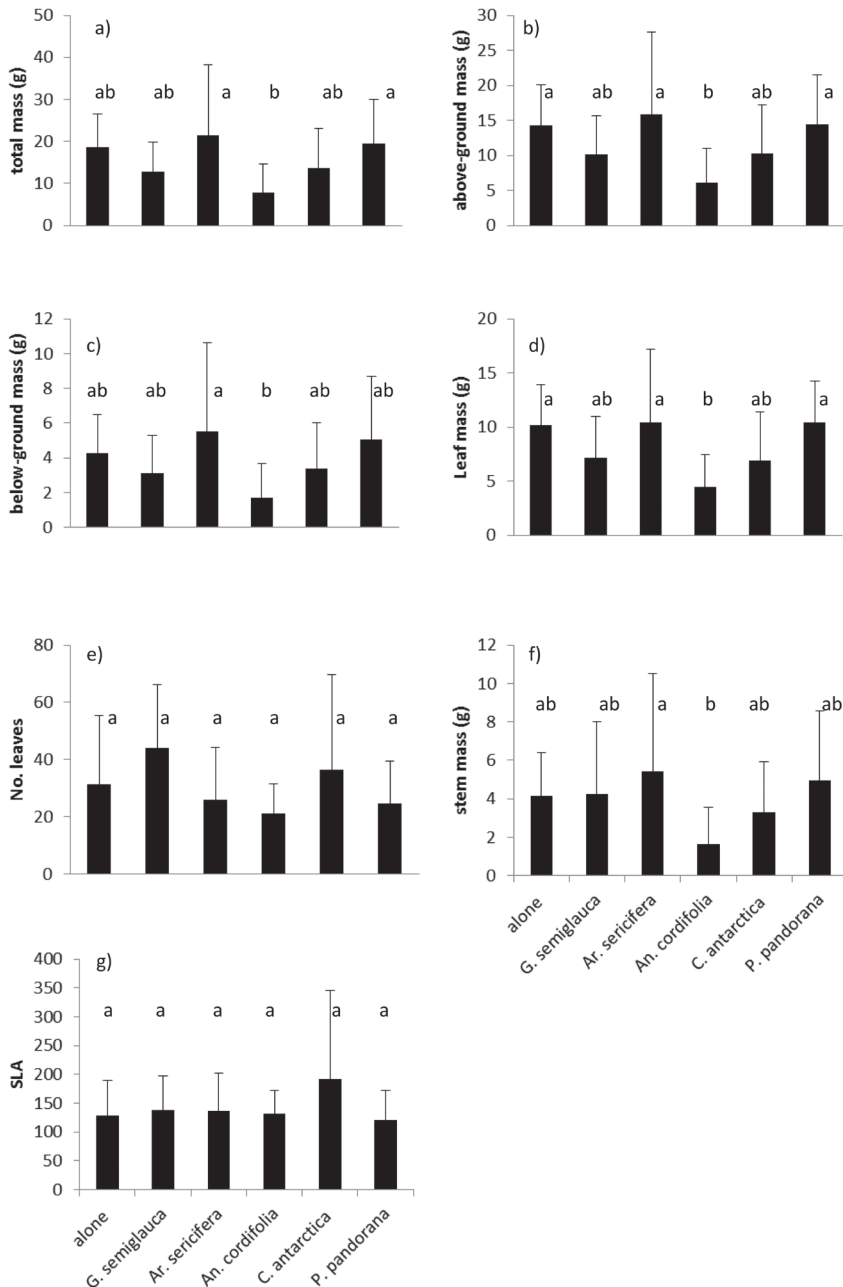 a)
total mass (g)
50
40
30
20
10
0
ab ab a b ab a
b)
above-ground mass (g)
30
25
20
15
10
5
0
a ab a b ab a
c)
below-ground mass (g)
12
10
8
6
4
2
0
ab ab a b ab ab
d)
Leaf mass (g)
20
15
10
5
0
a ab a b ab a
e)
No. leaves
80
60
40
20
0
a a a a a a
f)
stem mass (g)
12
10
8
6
4
2
0
ab ab a b ab ab
alone
G. semiglauca
Ar. sericifera
An. cordifolia
C. antarctica
P. pandorana
g)
SLA
400
350
300
250
200
150
100
50
0
a a a a a a
alone
G. semiglauca
Ar. sericifera
An. cordifolia
C. antarctica
P. pandorana